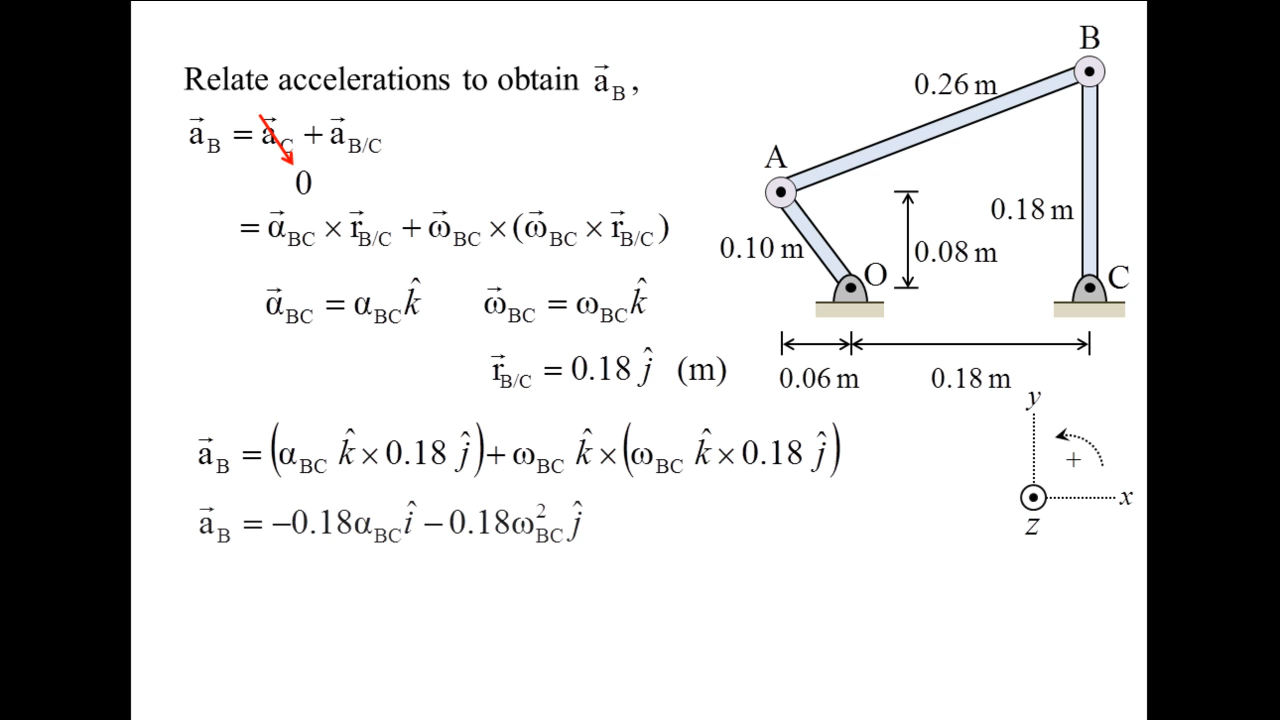 Relate accelerations to obtain a⃗_B,
a⃗_B = a⃗_C + a⃗_B/C
0
= α⃗_BC × r⃗_B/C + ω⃗_BC × (ω⃗_BC × r⃗_B/C)
α⃗_BC = α_BC k̂ ω⃗_BC = ω_BC k̂
r⃗_B/C = 0.18 ĵ (m)
a⃗_B = (α_BC k̂ × 0.18 ĵ) + ω_BC k̂ × (ω_BC k̂ × 0.18 ĵ)
a⃗_B = −0.18α_BC î − 0.18ω²_BC ĵ
B
0.26 m
A
0.18 m
0.10 m
0.08 m
O
C
0.06 m
0.18 m
y
+
x
z